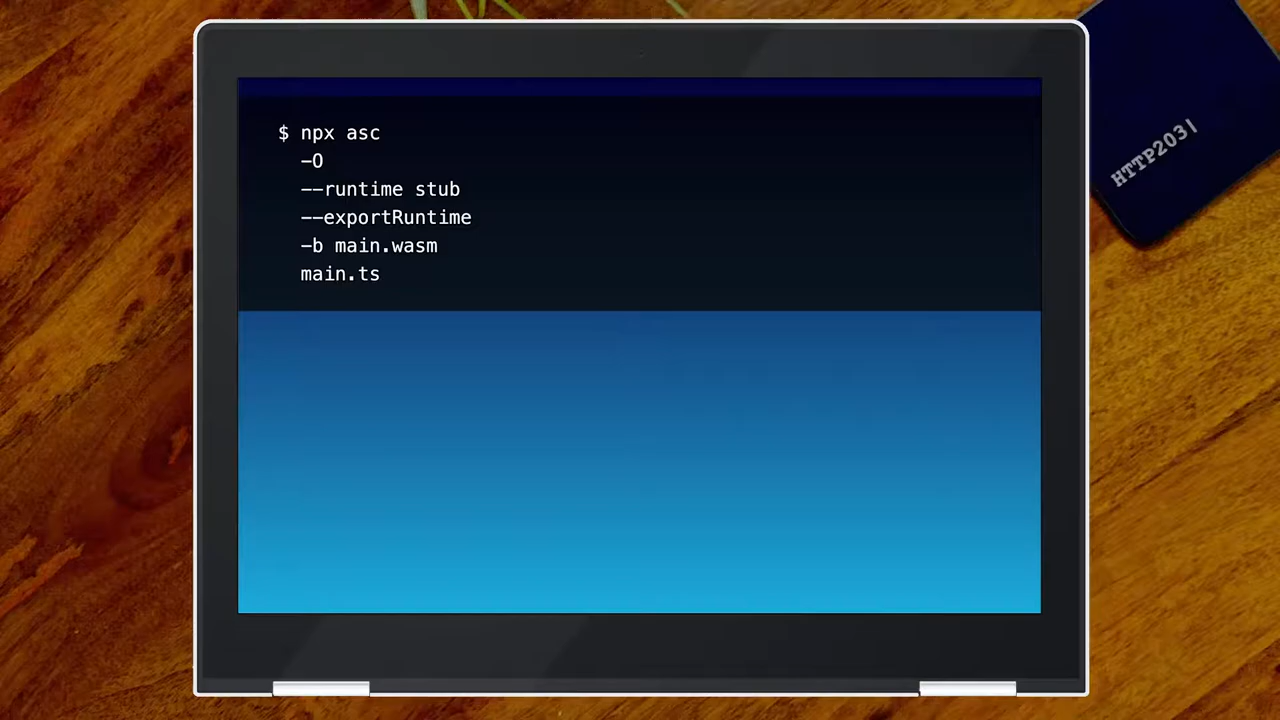 $ npx asc
-O
--runtime stub
--exportRuntime
-b main.wasm
main.ts
HTTP203|